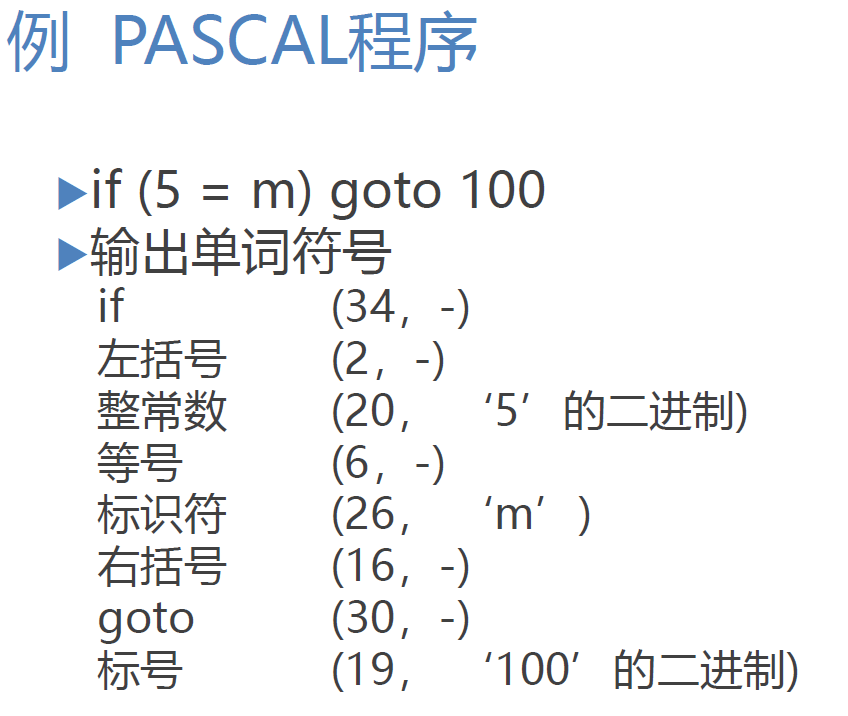 例 PASCAL程序
▶if (5 = m) goto 100
▶输出单词符号
if (34，-)
左括号 (2，-)
整常数 (20， ‘5’的二进制)
等号 (6，-)
标识符 (26， ‘m’)
右括号 (16，-)
goto (30，-)
标号 (19， ‘100’的二进制)